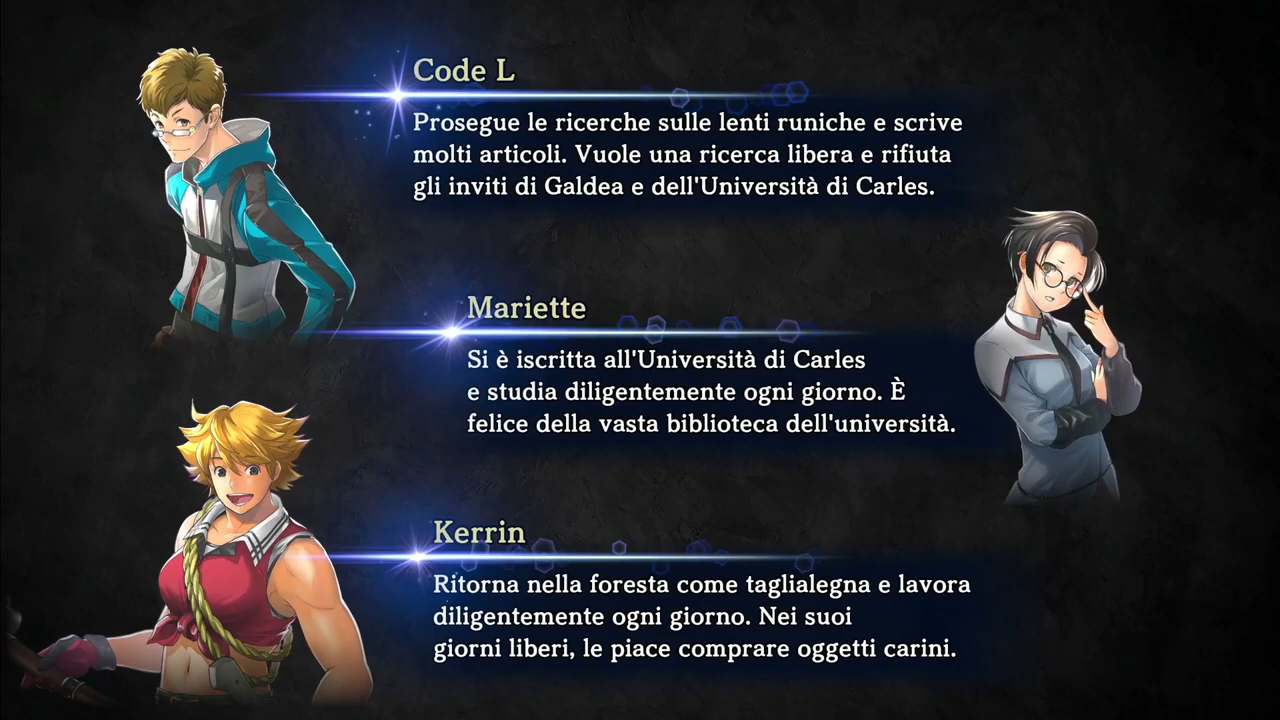 Code L
Prosegue le ricerche sulle lenti runiche e scrive
molti articoli. Vuole una ricerca libera e rifiuta
gli inviti di Galdea e dell'Università di Carles.
Mariette
Si è iscritta all'Università di Carles
e studia diligentemente ogni giorno. È
felice della vasta biblioteca dell'università.
Kerrin
Ritorna nella foresta come taglialegna e lavora
diligentemente ogni giorno. Nei suoi
giorni liberi, le piace comprare oggetti carini.